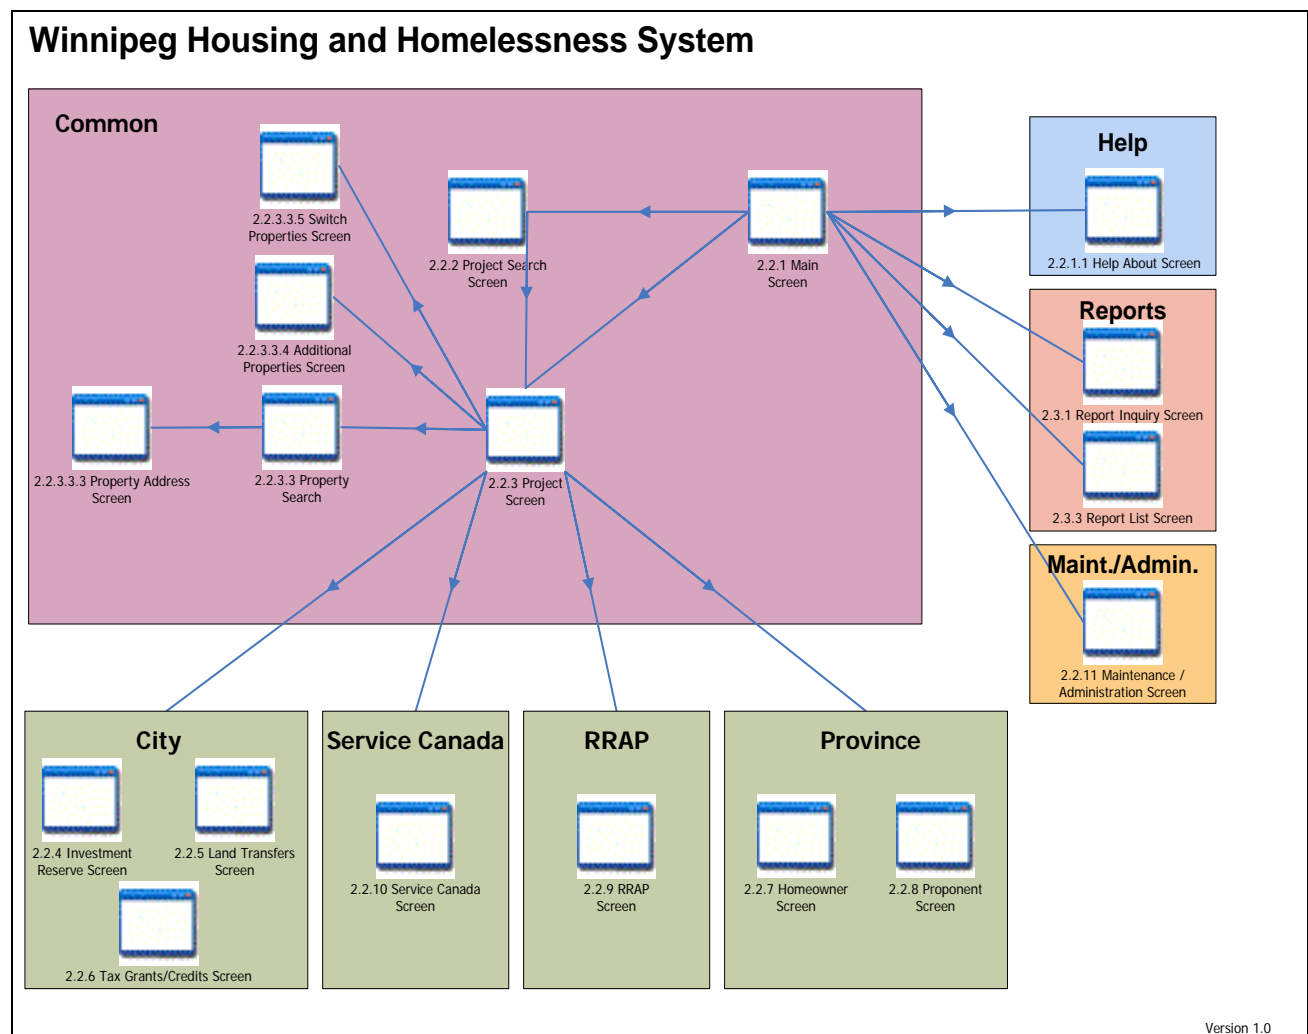 Winnipeg Housing and Homelessness System
Common
2.2.3.3.5 Switch
Properties Screen
2.2.2 Project Search
Screen
2.2.1 Main
Screen
2.2.3.3.4 Additional
Properties Screen
2.2.3.3.3 Property Address
Screen
2.2.3.3 Property
Search
2.2.3 Project
Screen
Help
2.2.1.1 Help About Screen
Reports
2.3.1 Report Inquiry Screen
2.3.3 Report List Screen
Maint./Admin.
2.2.11 Maintenance /
Administration Screen
City
2.2.4 Investment
Reserve Screen
2.2.5 Land Transfers
Screen
2.2.6 Tax Grants/Credits Screen
Service Canada
2.2.10 Service Canada
Screen
RRAP
2.2.9 RRAP
Screen
Province
2.2.7 Homeowner
Screen
2.2.8 Proponent
Screen
Version 1.0